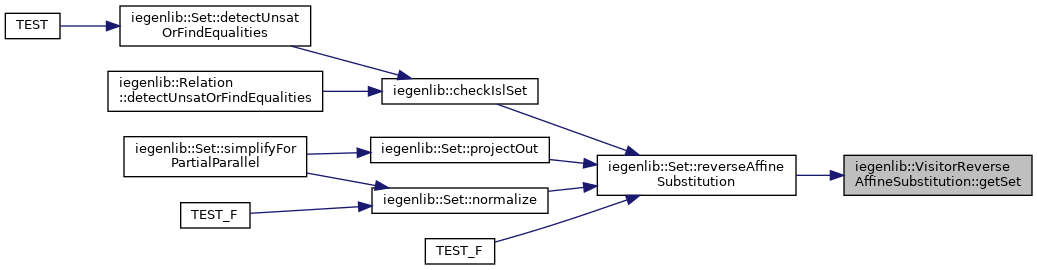 TEST
iegenlib::Set::detectUnsat
OrFindEqualities
iegenlib::Relation
::detectUnsatOrFindEqualities
iegenlib::checkIslSet
iegenlib::Set::simplifyFor
PartialParallel
iegenlib::Set::projectOut
iegenlib::Set::reverseAffine
Substitution
iegenlib::VisitorReverse
AffineSubstitution::getSet
TEST_F
iegenlib::Set::normalize
TEST_F